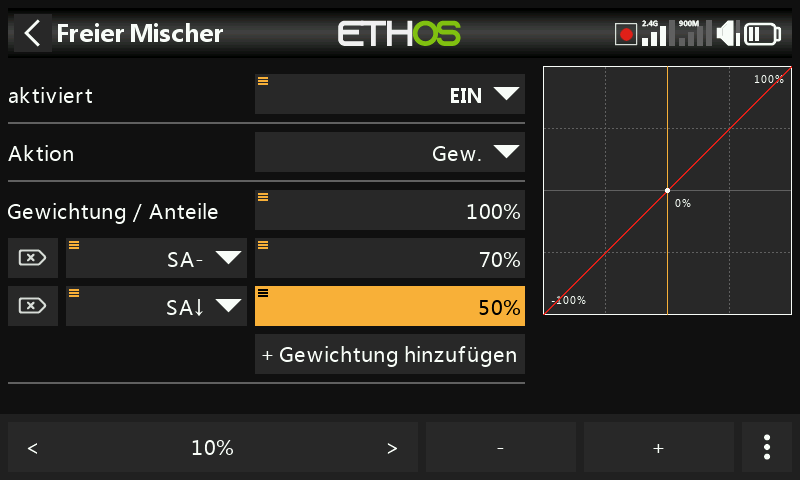 Freier Mischer
ETHOS
2.4G
900M
aktiviert
EIN
Aktion
Gew.
Gewichtung / Anteile
100%
SA-
70%
SA↓
50%
+ Gewichtung hinzufügen
100%
0%
-100%
< 10% >
-
+